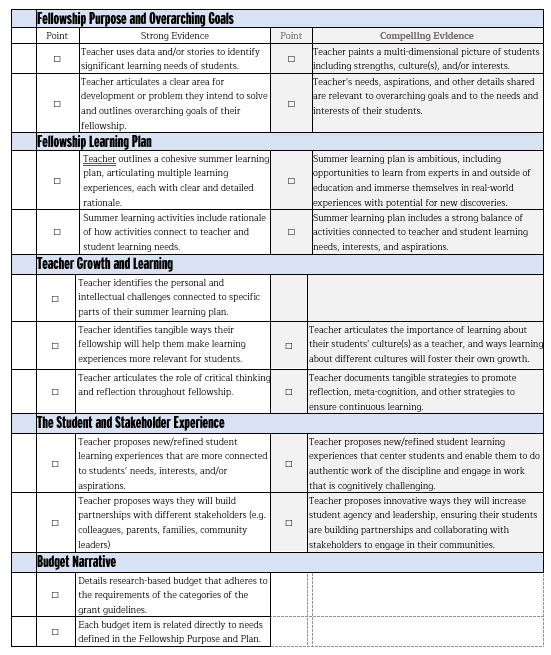 Fellowship Purpose and Overarching Goals
Point
Strong Evidence
Point
Compelling Evidence
☐
Teacher uses data and/or stories to identify
significant learning needs of students.
☐
Teacher paints a multi-dimensional picture of students
including strengths, culture(s), and/or interests.
☐
Teacher articulates a clear area for
development or problem they intend to solve
and outlines overarching goals of their
fellowship.
☐
Teacher's needs, aspirations, and other details shared
are relevant to overarching goals and to the needs and
interests of their students.
Fellowship Learning Plan
☐
Teacher outlines a cohesive summer learning
plan, articulating multiple learning
experiences, each with clear and detailed
rationale.
☐
Summer learning plan is ambitious, including
opportunities to learn from experts in and outside of
education and immerse themselves in real-world
experiences with potential for new discoveries.
☐
Summer learning activities include rationale
of how activities connect to teacher and
student learning needs.
☐
Summer learning plan includes a strong balance of
activities connected to teacher and student learning
needs, interests, and aspirations.
Teacher Growth and Learning
☐
Teacher identifies the personal and
intellectual challenges connected to specific
parts of their summer learning plan.
☐
Teacher identifies tangible ways their
fellowship will help them make learning
experiences more relevant for students.
☐
Teacher articulates the importance of learning about
their students' culture(s) as a teacher, and ways learning
about different cultures will foster their own growth.
☐
Teacher articulates the role of critical thinking
and reflection throughout fellowship.
☐
Teacher documents tangible strategies to promote
reflection, meta-cognition, and other strategies to
ensure continuous learning.
The Student and Stakeholder Experience
☐
Teacher proposes new/refined student
learning experiences that are more connected
to students' needs, interests, and/or
aspirations.
☐
Teacher proposes new/refined student learning
experiences that center students and enable them to do
authentic work of the discipline and engage in work
that is cognitively challenging.
☐
Teacher proposes ways they will build
partnerships with different stakeholders (e.g.
colleagues, parents, families, community
leaders)
☐
Teacher proposes innovative ways they will increase
student agency and leadership, ensuring their students
are building partnerships and collaborating with
stakeholders to engage in their communities.
Budget Narrative
☐
Details research-based budget that adheres to
the requirements of the categories of the
grant guidelines.
☐
Each budget item is related directly to needs
defined in the Fellowship Purpose and Plan.